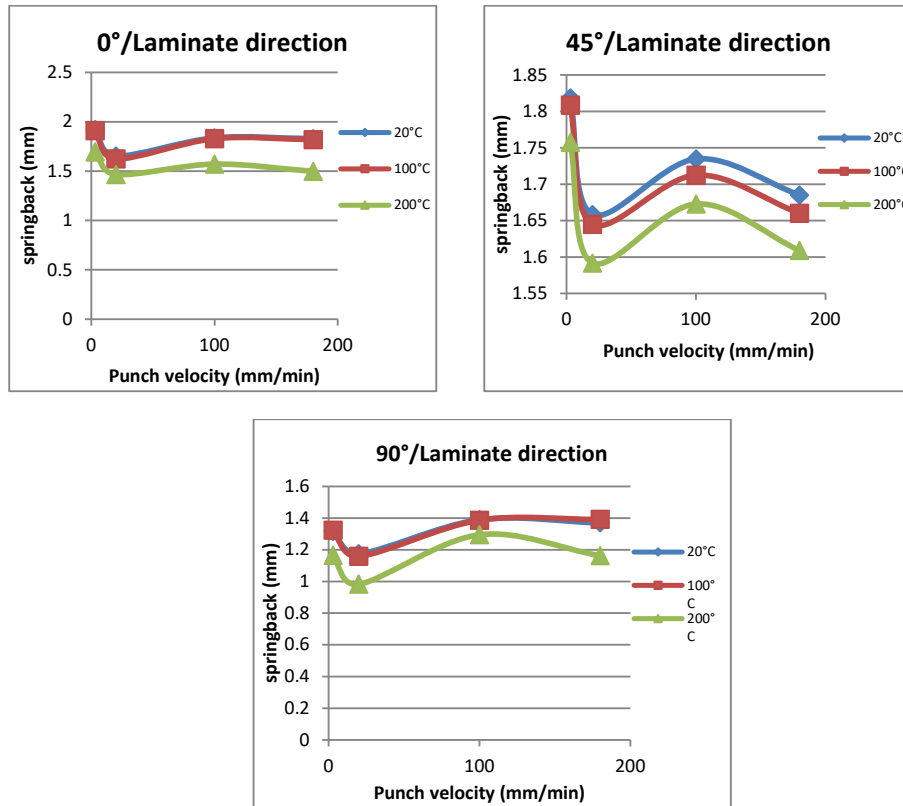 0°/Laminate direction
2.5
2
1.5
1
0.5
0
0 100 200
springback (mm)
Punch velocity (mm/min)
20°C
100°C
200°C
45°/Laminate direction
1.85
1.8
1.75
1.7
1.65
1.6
1.55
0 100 200
springback (mm)
Punch velocity (mm/min)
20°C
100°C
200°C
90°/Laminate direction
1.6
1.4
1.2
1
0.8
0.6
0.4
0.2
0
0 100 200
springback (mm)
Punch velocity (mm/min)
20°C
100°
C
200°
C